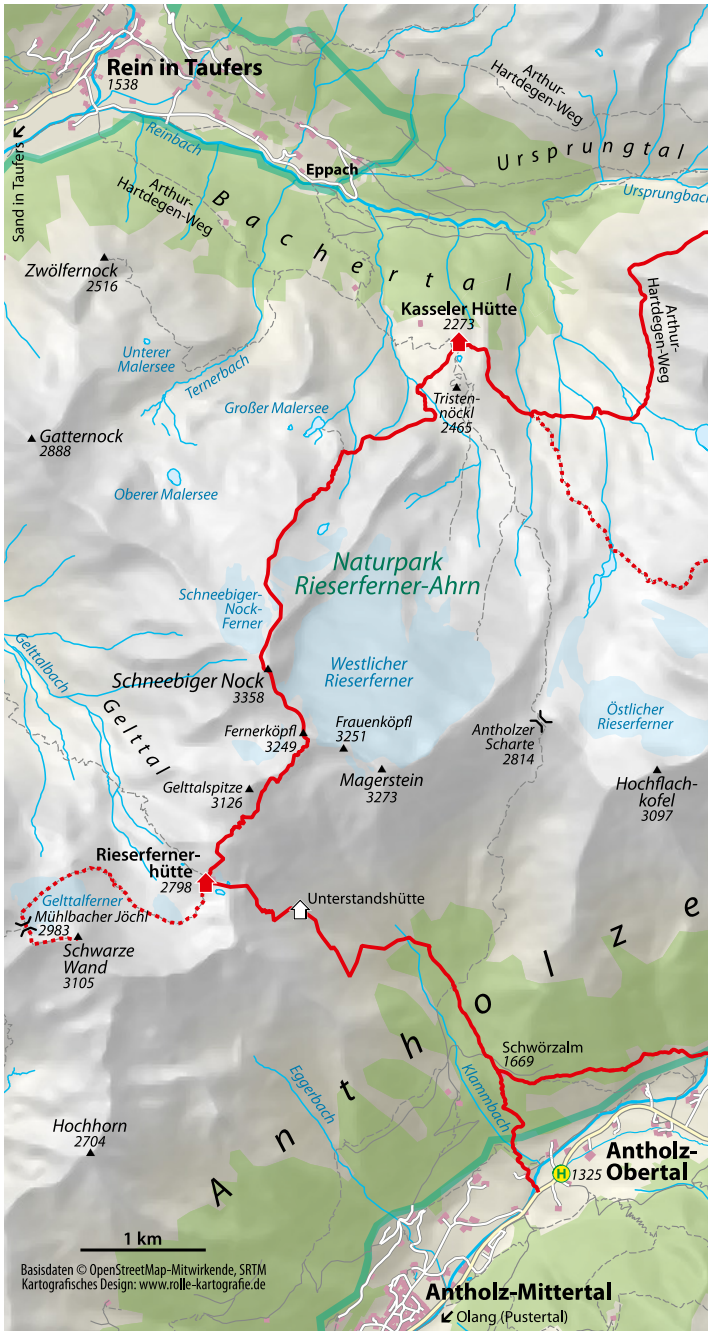 Rein in Taufers
1538
Arthur-
Hartdegen-Weg
Sand in Taufers
Reinbach
Eppach
Ursprungtal
Ursprungbach
Arthur-
Hartdegen-Weg
Bachertal
Zwölfernock
2516
Kasseler Hütte
2273
Arthur-
Hartdegen-Weg
Unterer
Malersee
Ternerbach
Großer Malersee
Tristen-
nöckl
2465
Gatternock
2888
Oberer Malersee
Naturpark
Rieserferner-Ahrn
Schneebiger-
Nock-
Ferner
Gelttalbach
Gelttal
Schneebiger Nock
3358
Westlicher
Rieserferner
Östlicher
Rieserferner
Fernerköpfl
3249
Frauenköpfl
3251
Antholzer
Scharte
2814
Gelttalspitze
3126
Magerstein
3273
Hochflach-
kofel
3097
Rieserferner-
hütte
2798
Unterstandshütte
Gelttalferner
Mühlbacher Jöchl
2983
Schwarze
Wand
3105
Antholze
Schwörzalm
1669
Eggerbach
Klammbach
Hochhorn
2704
Antholz-
Obertal
H 1325
1 km
Basisdaten © OpenStreetMap-Mitwirkende, SRTM
Kartografisches Design: www.rolle-kartografie.de
Antholz-Mittertal
Olang (Pustertal)